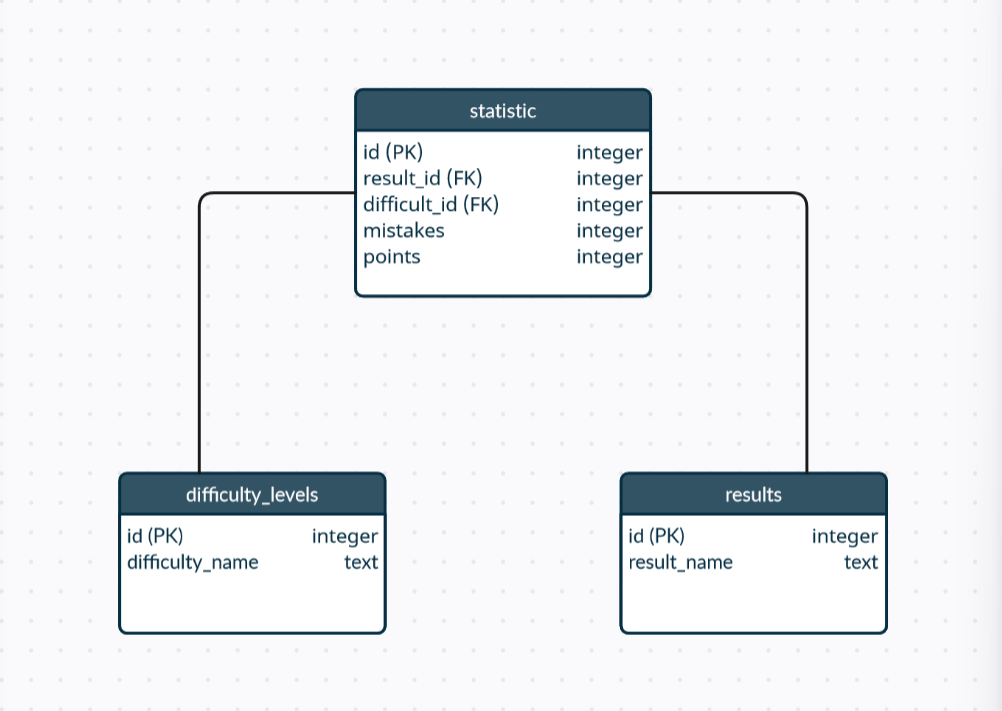 statistic
id (PK) integer
result_id (FK) integer
difficult_id (FK) integer
mistakes integer
points integer
difficulty_levels
id (PK) integer
difficulty_name text
results
id (PK) integer
result_name text